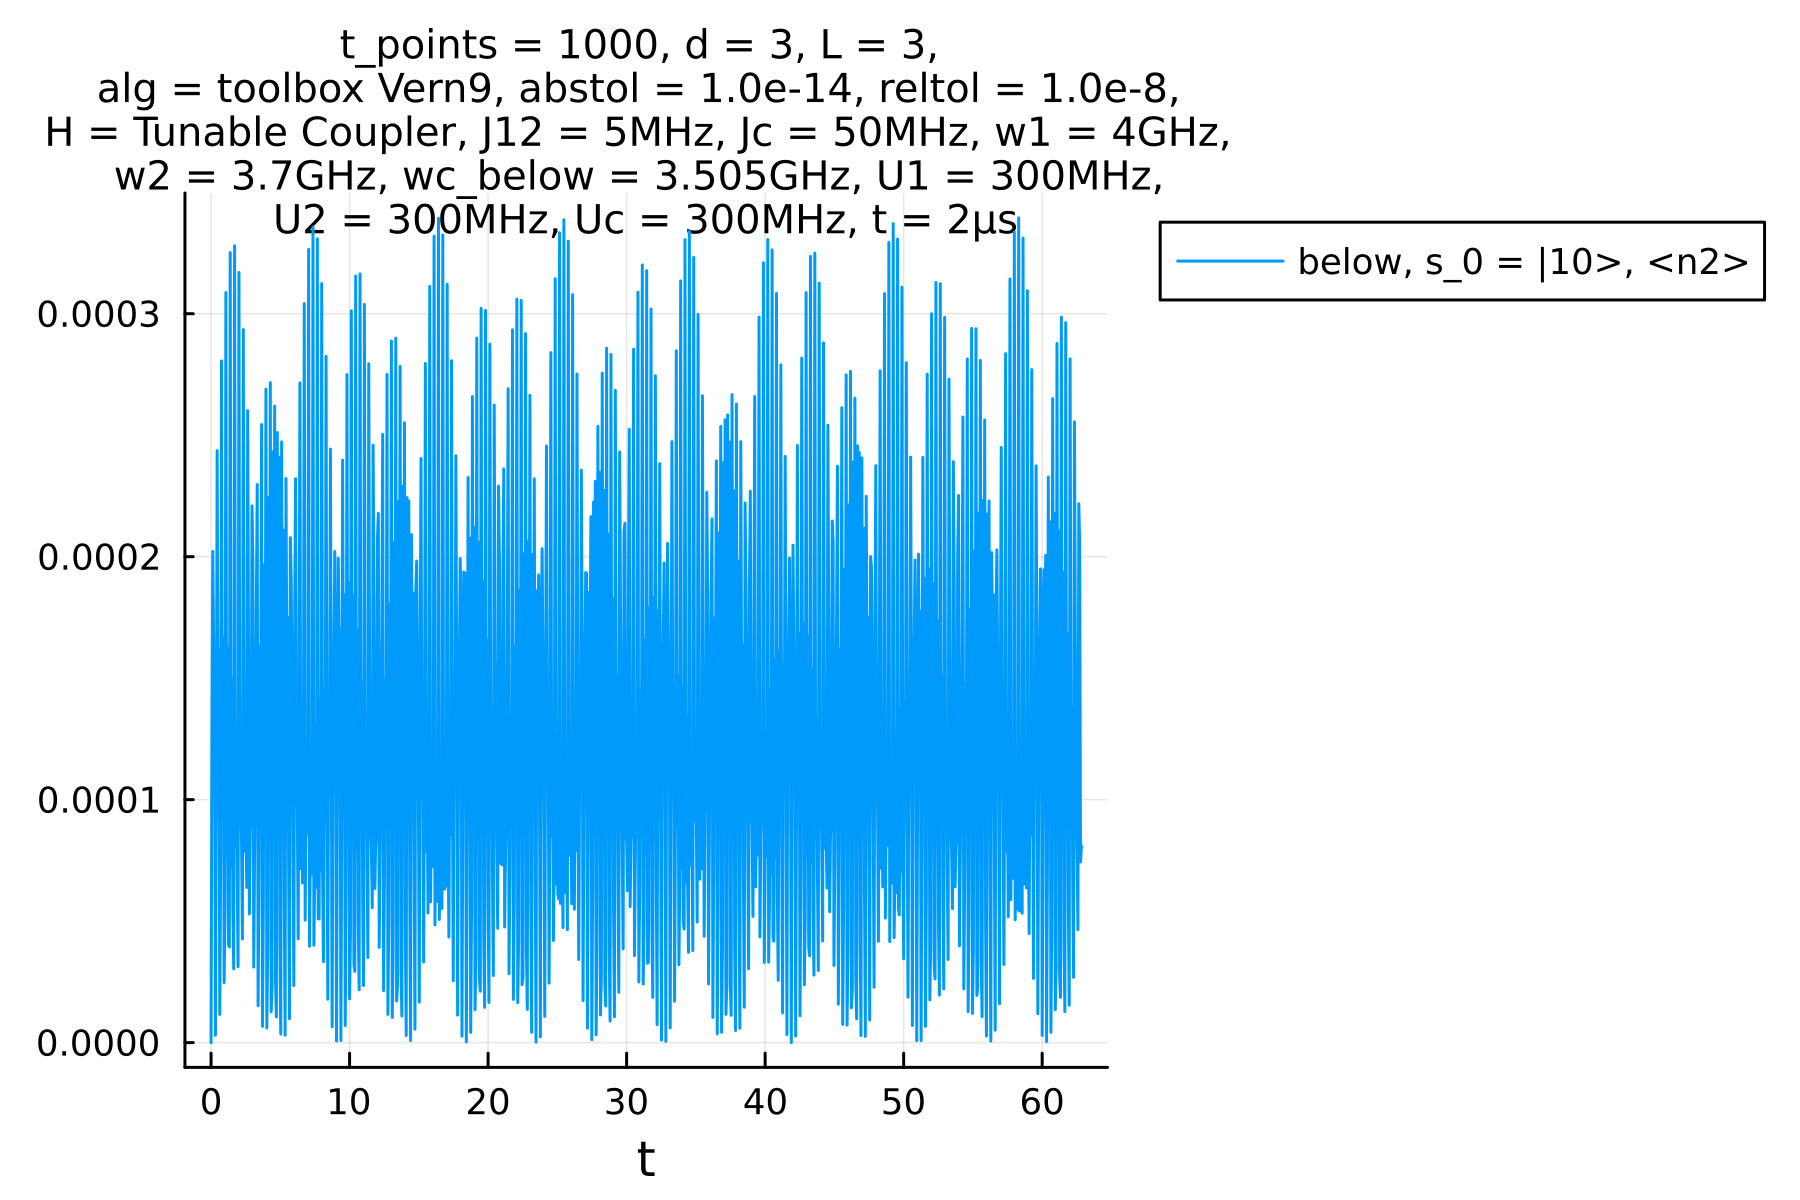 t_points = 1000, d = 3, L = 3,
alg = toolbox Vern9, abstol = 1.0e-14, reltol = 1.0e-8,
H = Tunable Coupler, J12 = 5MHz, Jc = 50MHz, w1 = 4GHz,
w2 = 3.7GHz, wc_below = 3.505GHz, U1 = 300MHz,
U2 = 300MHz, Uc = 300MHz, t = 2μs
below, s_0 = |10>, <n2>
0.0003
0.0002
0.0001
0.0000
0 10 20 30 40 50 60
t